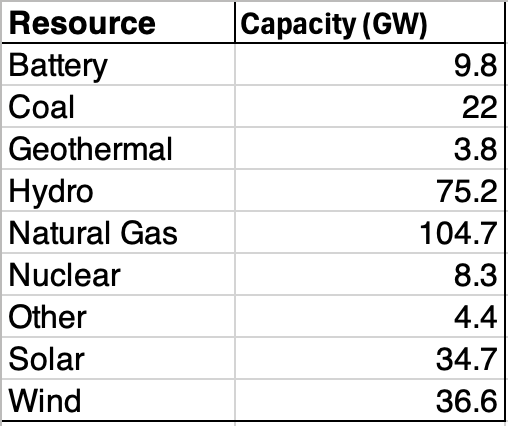 Resource Capacity (GW)
Battery 9.8
Coal 22
Geothermal 3.8
Hydro 75.2
Natural Gas 104.7
Nuclear 8.3
Other 4.4
Solar 34.7
Wind 36.6